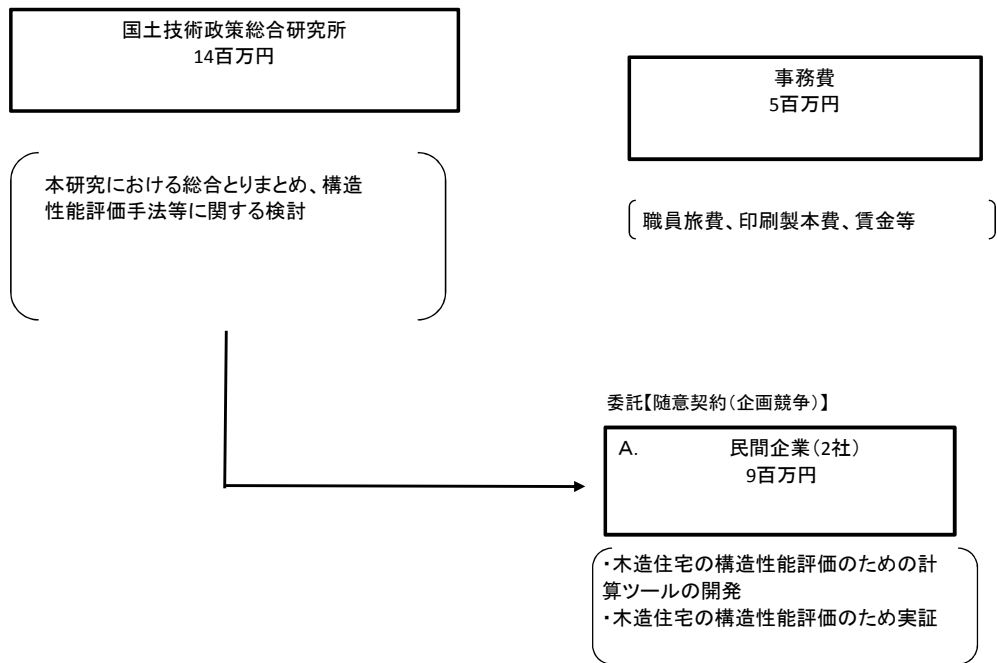 国土技術政策総合研究所
14百万円
事務費
5百万円
本研究における総合とりまとめ、構造
性能評価手法等に関する検討
職員旅費、印刷製本費、賃金等
委託【随意契約(企画競争)】
A. 民間企業(2社)
9百万円
・木造住宅の構造性能評価のための計
算ツールの開発
・木造住宅の構造性能評価のため実証